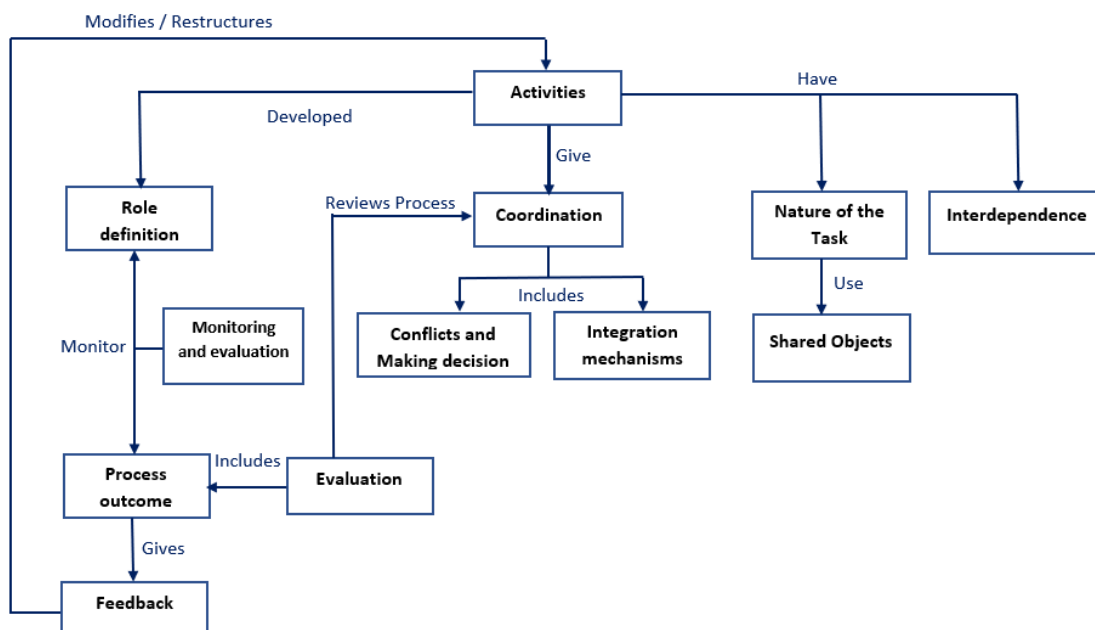 Modifies / Restructures
Activities
Have
Developed
Give
Role
definition
Reviews Process
Coordination
Nature of the
Task
Interdependence
Includes
Use
Monitoring
and evaluation
Monitor
Conflicts and
Making decision
Integration
mechanisms
Shared Objects
Process
outcome
Includes
Evaluation
Gives
Feedback